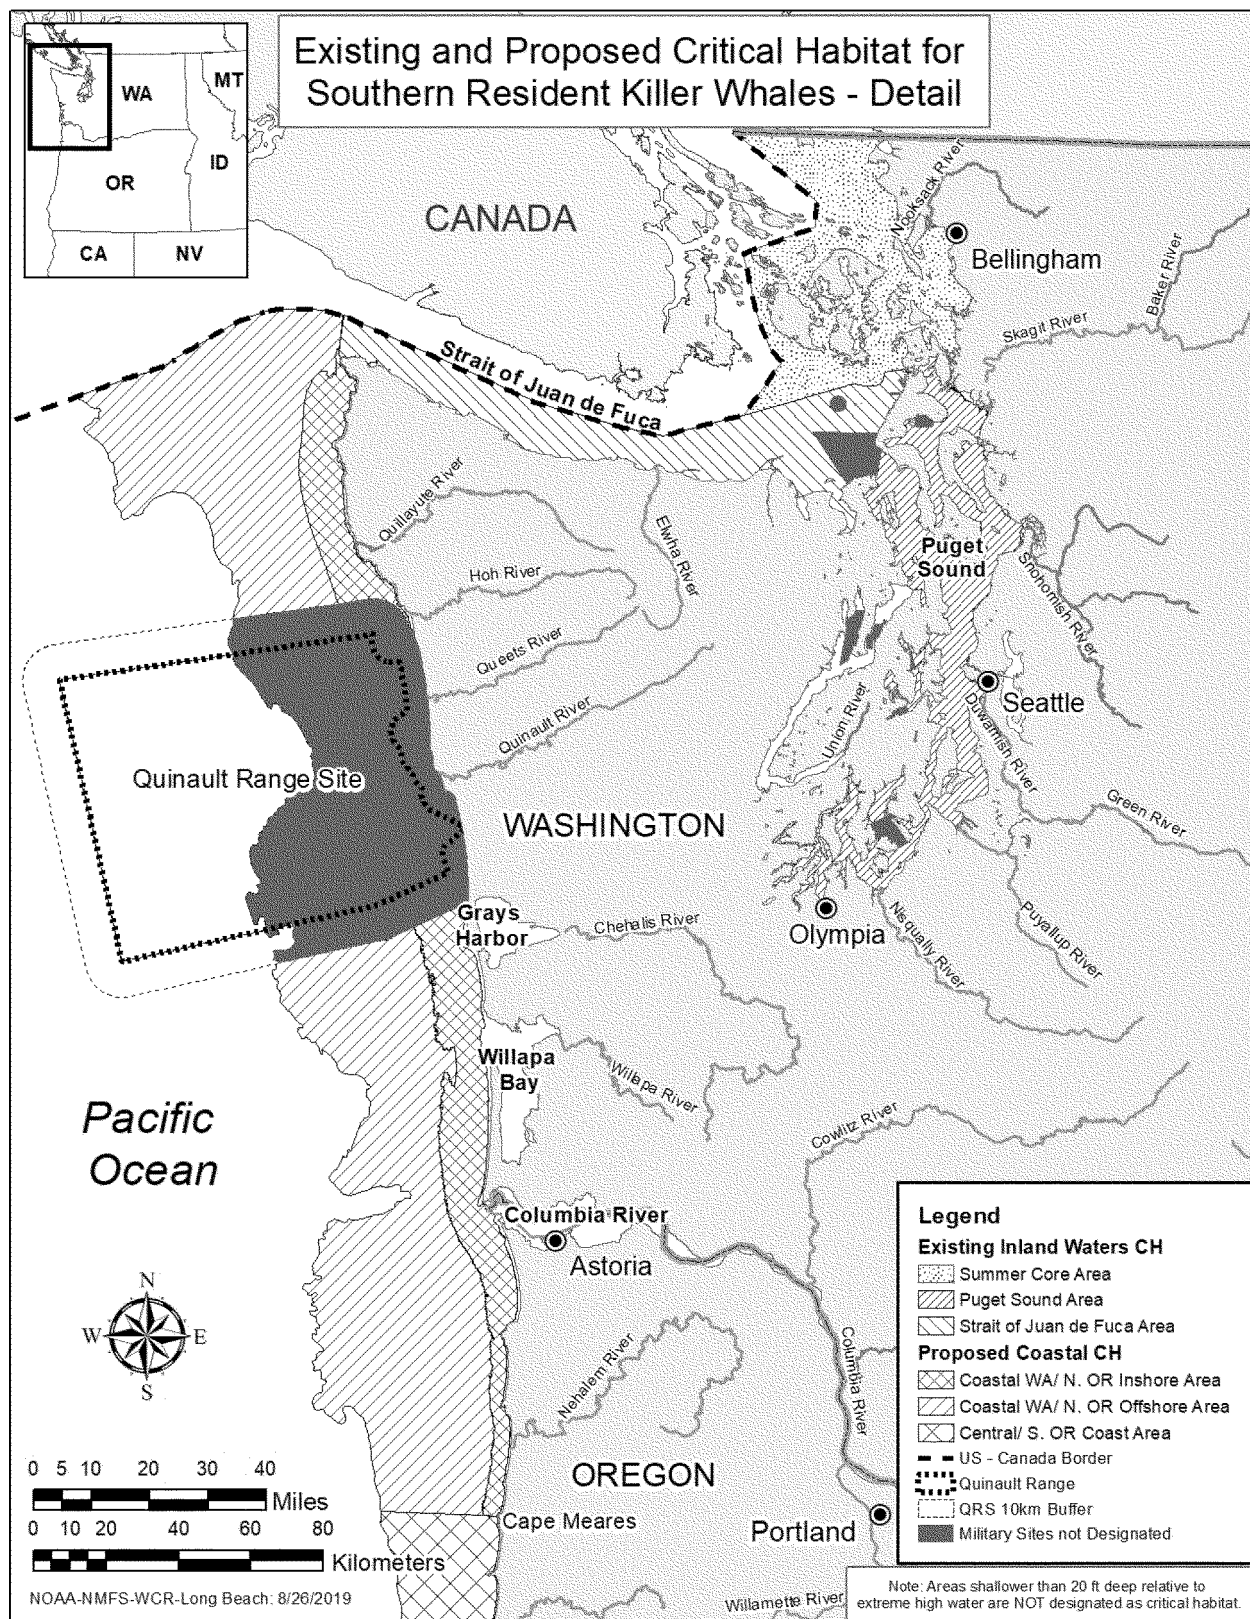 Existing and Proposed Critical Habitat for
Southern Resident Killer Whales - Detail
WA
MT
ID
OR
CA
NV
CANADA
Nooksack River
Bellingham
Baker River
Skagit River
Strait of Juan de Fuca
Quillayute River
Elwha River
Hoh River
Puget
Sound
Snohomish River
Queets River
Quinault River
Union River
Seattle
Duwamish River
Quinault Range Site
Green River
WASHINGTON
Grays
Harbor
Chehalis River
Olympia
Nisqually River
Puyallup River
Willapa
Bay
Willapa River
Pacific
Ocean
Cowlitz River
Columbia River
Astoria
N
W
E
S
Nehalem River
Columbia River
OREGON
Cape Meares
Portland
Willamette River
Legend
Existing Inland Waters CH
Summer Core Area
Puget Sound Area
Strait of Juan de Fuca Area
Proposed Coastal CH
Coastal WA/ N. OR Inshore Area
Coastal WA/ N. OR Offshore Area
Central/ S. OR Coast Area
US - Canada Border
Quinault Range
QRS 10km Buffer
Military Sites not Designated
0 5 10 20 30 40
Miles
0 10 20 40 60 80
Kilometers
NOAA-NMFS-WCR-Long Beach: 8/26/2019
Note: Areas shallower than 20 ft deep relative to
extreme high water are NOT designated as critical habitat.